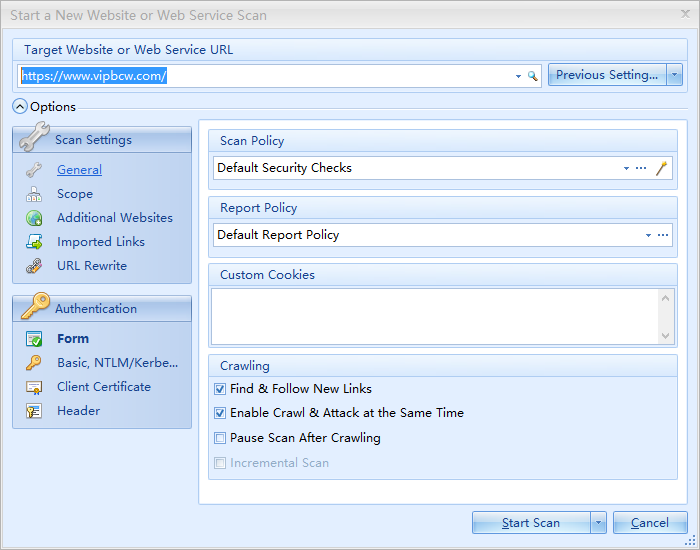 Start a New Website or Web Service Scan
Target Website or Web Service URL
https://www.vipbcw.com/
Previous Setting...
Options
Scan Settings
General
Scope
Additional Websites
Imported Links
URL Rewrite
Authentication
Form
Basic, NTLM/Kerbe...
Client Certificate
Header
Scan Policy
Default Security Checks
Report Policy
Default Report Policy
Custom Cookies
Crawling
Find & Follow New Links
Enable Crawl & Attack at the Same Time
Pause Scan After Crawling
Incremental Scan
Start Scan
Cancel